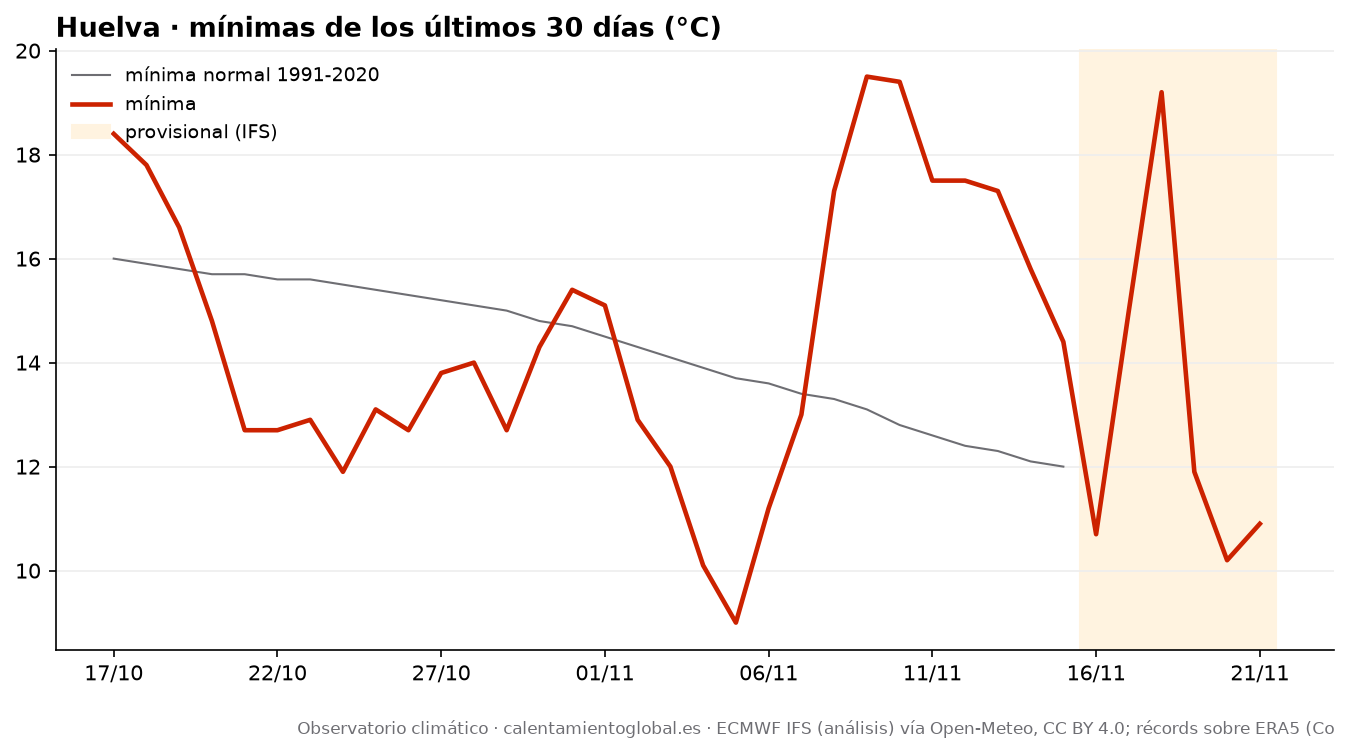 Huelva · mínimas de los últimos 30 días (°C)
20
mínima normal 1991-2020
mínima
provisional (IFS)
18
16
14
12
10
17/10 22/10 27/10 01/11 06/11 11/11 16/11 21/11
Observatorio climático · calentamientoglobal.es · ECMWF IFS (análisis) vía Open-Meteo, CC BY 4.0; récords sobre ERA5 (Co